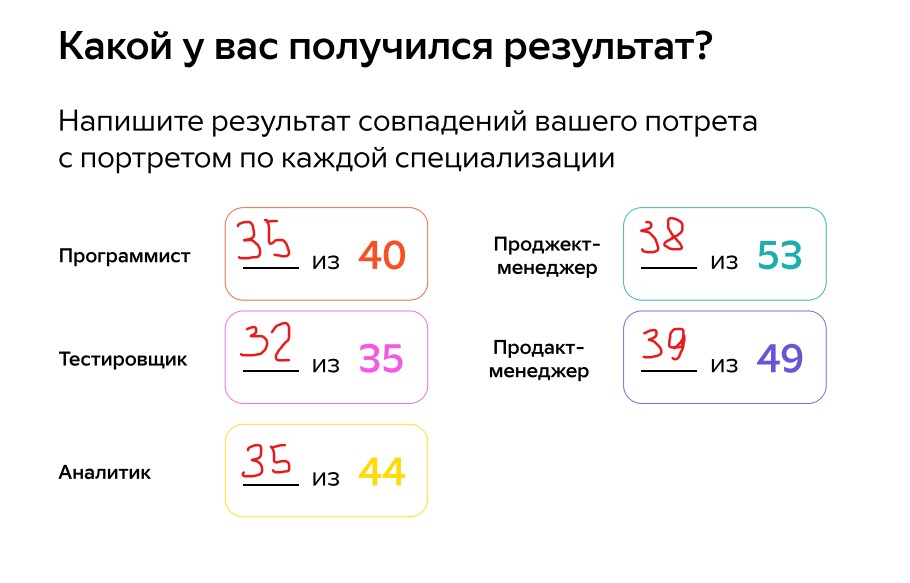 Какой у вас получился результат?
Напишите результат совпадений вашего потрета
с портретом по каждой специализации
Программист 35 из 40
Проджект-
менеджер 38 из 53
Тестировщик 32 из 35
Продакт-
менеджер 39 из 49
Аналитик 35 из 44